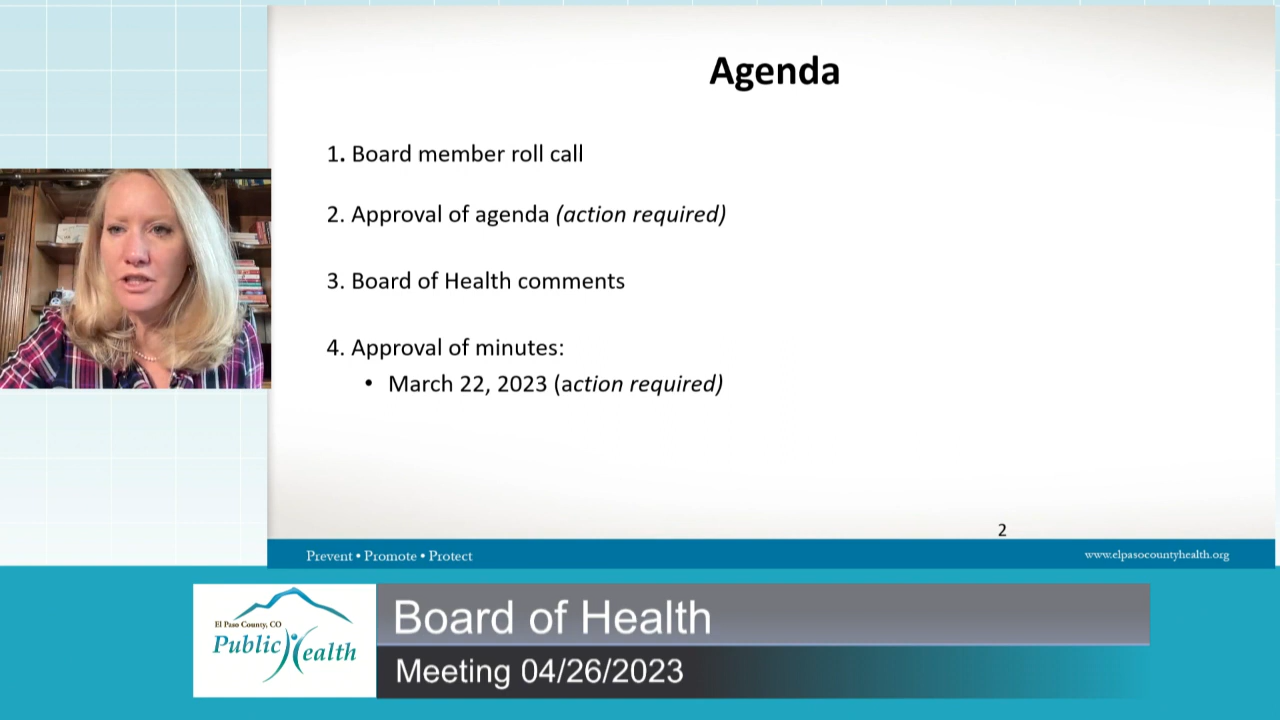 Agenda
1. Board member roll call
2. Approval of agenda (action required)
3. Board of Health comments
4. Approval of minutes:
• March 22, 2023 (action required)
2
Prevent • Promote • Protect
www.elpasocountyhealth.org
El Paso County, CO
Public Health
Board of Health
Meeting 04/26/2023